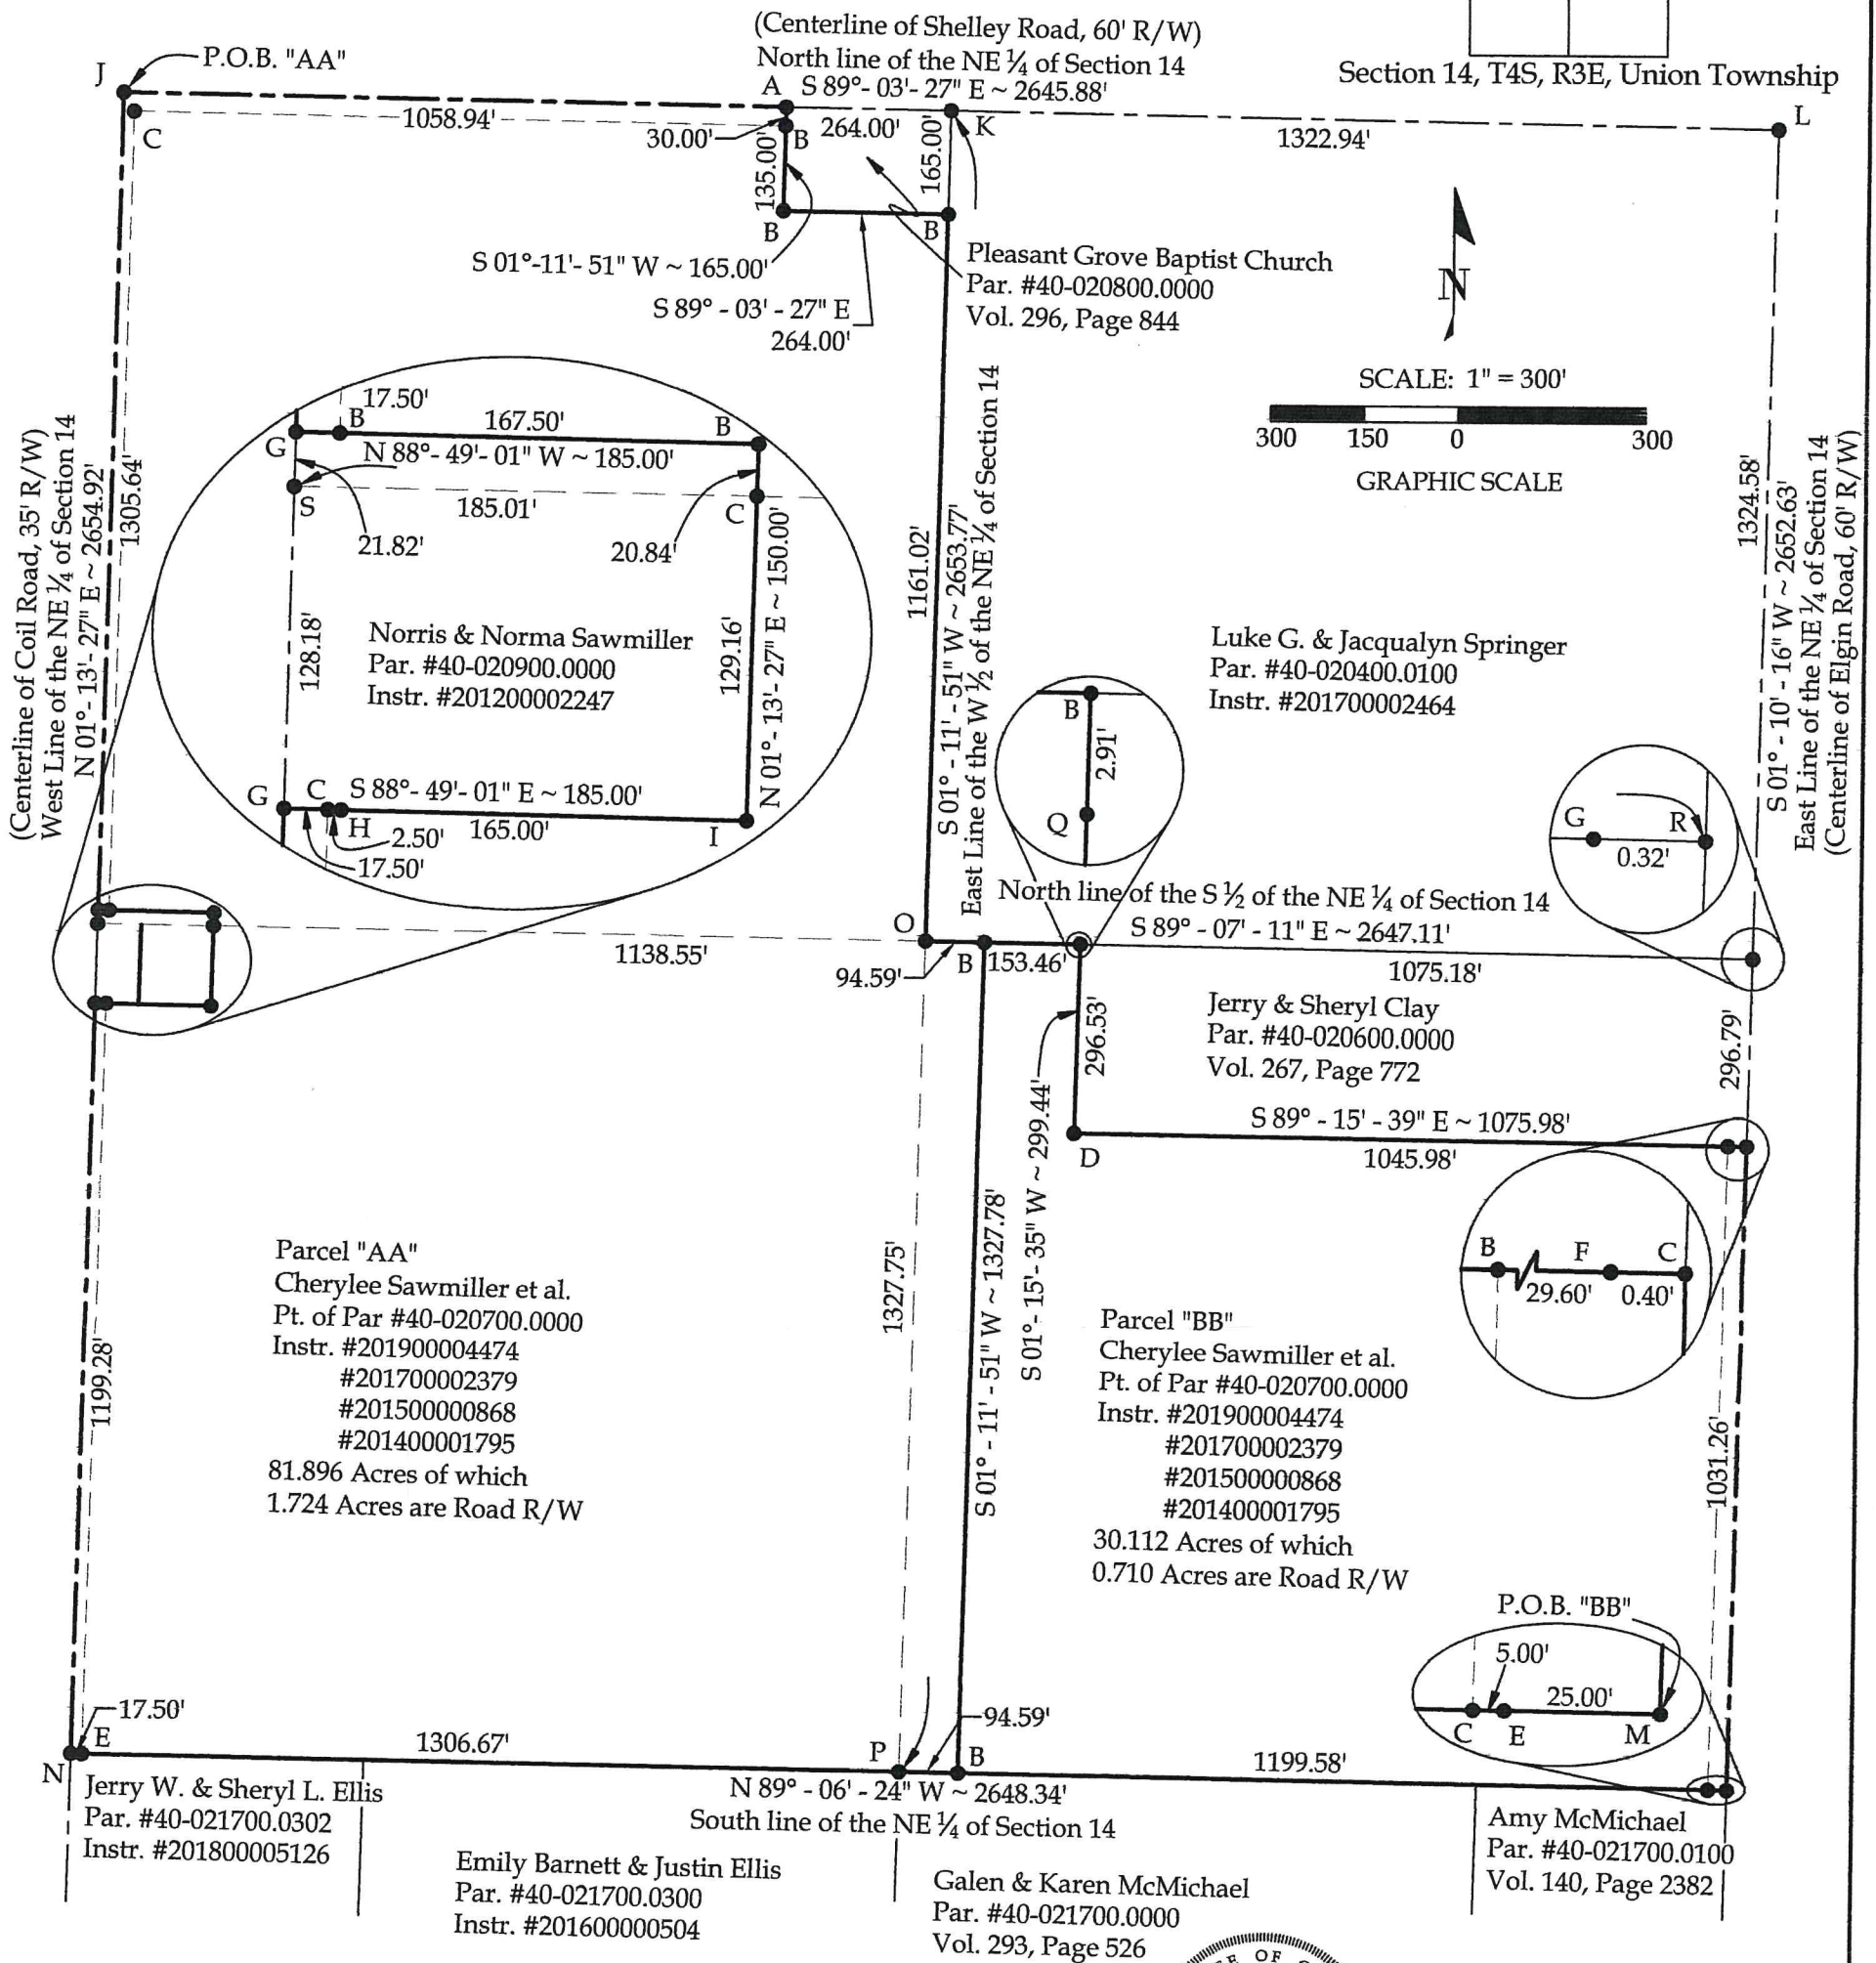 (Centerline of Shelley Road, 60' R/W)
North line of the NE ¼ of Section 14
S 89°- 03'- 27" E ~ 2645.88'
Section 14, T4S, R3E, Union Township
J
P.O.B. "AA"
A
L
C
1058.94'
30.00'
B
264.00'
K
1322.94'
135.00'
165.00'
B
B
S 01°-11'- 51" W ~ 165.00'
S 89° - 03' - 27" E
264.00'
Pleasant Grove Baptist Church
Par. #40-020800.0000
Vol. 296, Page 844
N
SCALE: 1" = 300'
300 150 0 300
GRAPHIC SCALE
(Centerline of Coil Road, 35' R/W)
West Line of the NE ¼ of Section 14
N 01°- 13'- 27" E ~ 2654.92'
1305.64'
17.50'
B
167.50'
B
G
N 88°- 49'- 01" W ~ 185.00'
S
185.01'
C
21.82'
20.84'
128.18'
Norris & Norma Sawmiller
Par. #40-020900.0000
Instr. #201200002247
129.16'
N 01°- 13'- 27" E ~ 150.00'
G
C
S 88°- 49'- 01" E ~ 185.00'
H
2.50'
165.00'
I
17.50'
1161.02'
S 01° - 11' - 51" W ~ 2653.77'
East Line of the W ½ of the NE ¼ of Section 14
Luke G. & Jacqualyn Springer
Par. #40-020400.0100
Instr. #201700002464
B
2.91'
Q
G
R
0.32'
1324.58'
S 01° - 10' - 16" W ~ 2652.63'
East Line of the NE ¼ of Section 14
(Centerline of Elgin Road, 60' R/W)
North line of the S ½ of the NE ¼ of Section 14
S 89° - 07' - 11" E ~ 2647.11'
O
1138.55'
94.59'
B
153.46'
1075.18'
Jerry & Sheryl Clay
Par. #40-020600.0000
Vol. 267, Page 772
296.53'
296.79'
S 01°- 15'- 35" W ~ 299.44'
S 89° - 15' - 39" E ~ 1075.98'
D
1045.98'
B
F
C
29.60'
0.40'
1199.28'
Parcel "AA"
Cherylee Sawmiller et al.
Pt. of Par #40-020700.0000
Instr. #201900004474
#201700002379
#201500000868
#201400001795
81.896 Acres of which
1.724 Acres are Road R/W
1327.75'
S 01° - 11' - 51" W ~ 1327.78'
Parcel "BB"
Cherylee Sawmiller et al.
Pt. of Par #40-020700.0000
Instr. #201900004474
#201700002379
#201500000868
#201400001795
30.112 Acres of which
0.710 Acres are Road R/W
1031.26'
P.O.B. "BB"
5.00'
25.00'
C
E
M
17.50'
N
E
1306.67'
P
94.59'
B
1199.58'
N 89° - 06' - 24" W ~ 2648.34'
South line of the NE ¼ of Section 14
Jerry W. & Sheryl L. Ellis
Par. #40-021700.0302
Instr. #201800005126
Emily Barnett & Justin Ellis
Par. #40-021700.0300
Instr. #201600000504
Galen & Karen McMichael
Par. #40-021700.0000
Vol. 293, Page 526
Amy McMichael
Par. #40-021700.0100
Vol. 140, Page 2382
OF